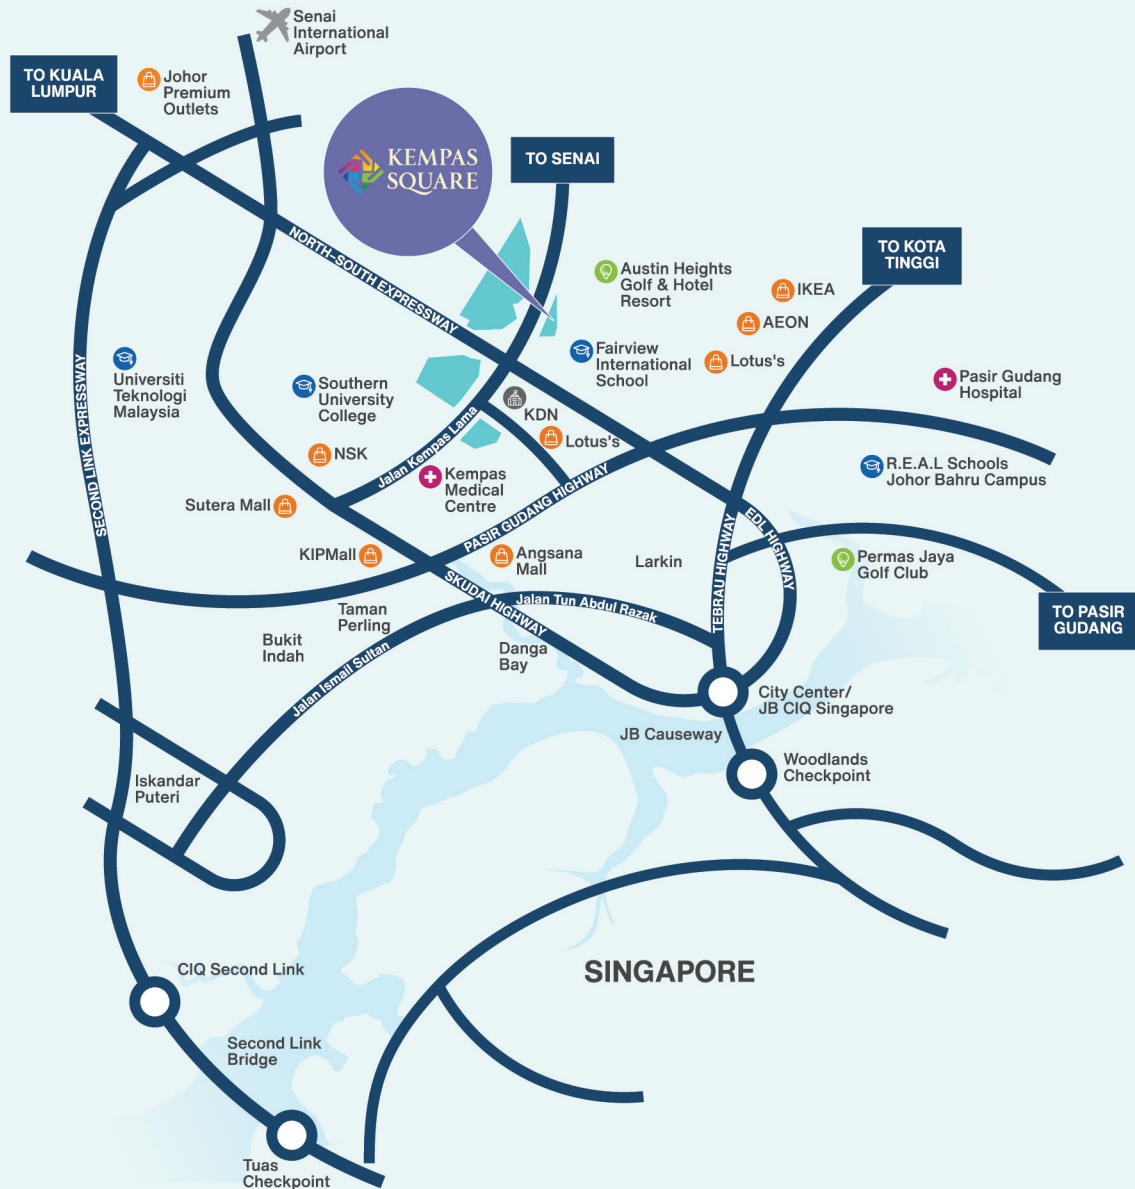 Senai
International
Airport
TO KUALA
LUMPUR
Johor
Premium
Outlets
KEMPAS
SQUARE
TO SENAI
TO KOTA
TINGGI
NORTH-SOUTH EXPRESSWAY
Austin Heights
Golf & Hotel
Resort
IKEA
AEON
Lotus's
Fairview
International
School
SECOND LINK EXPRESSWAY
Universiti
Teknologi
Malaysia
Southern
University
College
KDN
Lotus's
Pasir Gudang
Hospital
Jalan Kempas Lama
NSK
Kempas
Medical
Centre
R.E.A.L Schools
Johor Bahru Campus
Sutera Mall
PASIR GUDANG HIGHWAY
EDL HIGHWAY
TEBRAU HIGHWAY
KIPMall
Angsana
Mall
Larkin
Permas Jaya
Golf Club
SKUDAI HIGHWAY
Jalan Tun Abdul Razak
TO PASIR
GUDANG
Taman
Perling
Bukit
Indah
Danga
Bay
Jalan Ismail Sultan
City Center/
JB CIQ Singapore
JB Causeway
Woodlands
Checkpoint
Iskandar
Puteri
SINGAPORE
CIQ Second Link
Second Link
Bridge
Tuas
Checkpoint